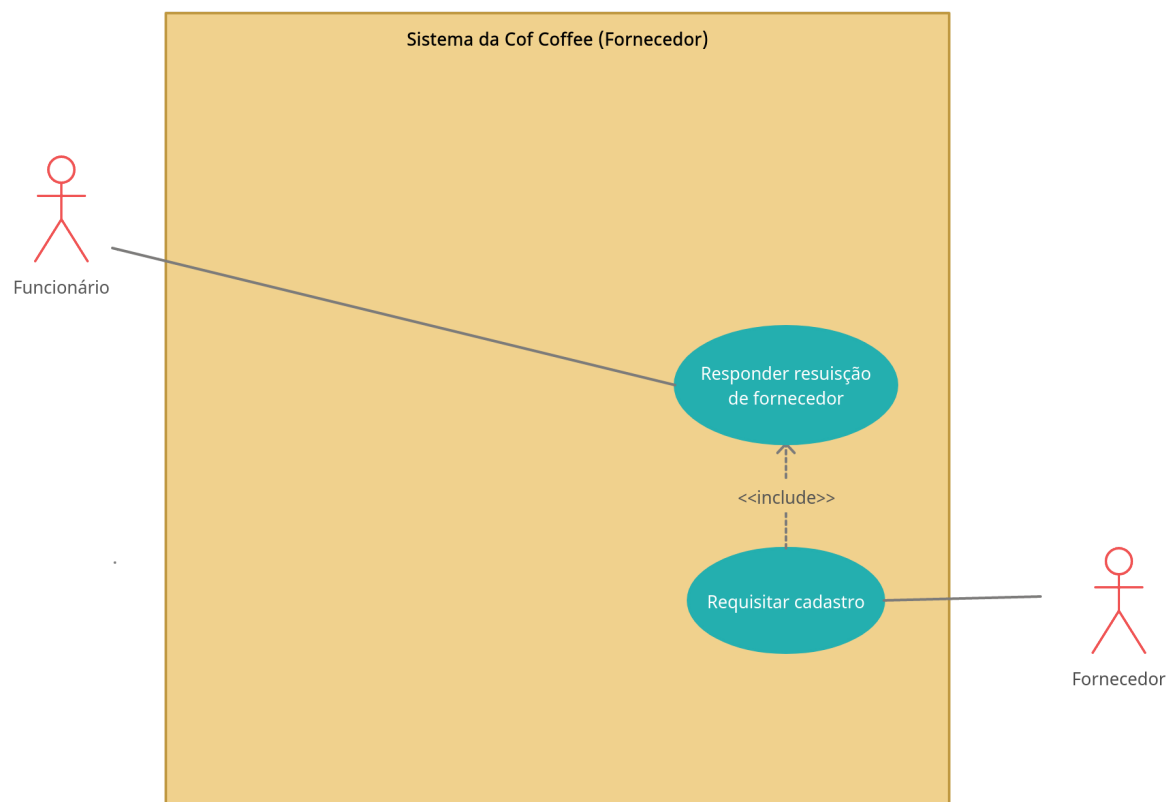 Sistema da Cof Coffee (Fornecedor)
Funcionário
Responder resuisção
de fornecedor
<<include>>
Requisitar cadastro
Fornecedor